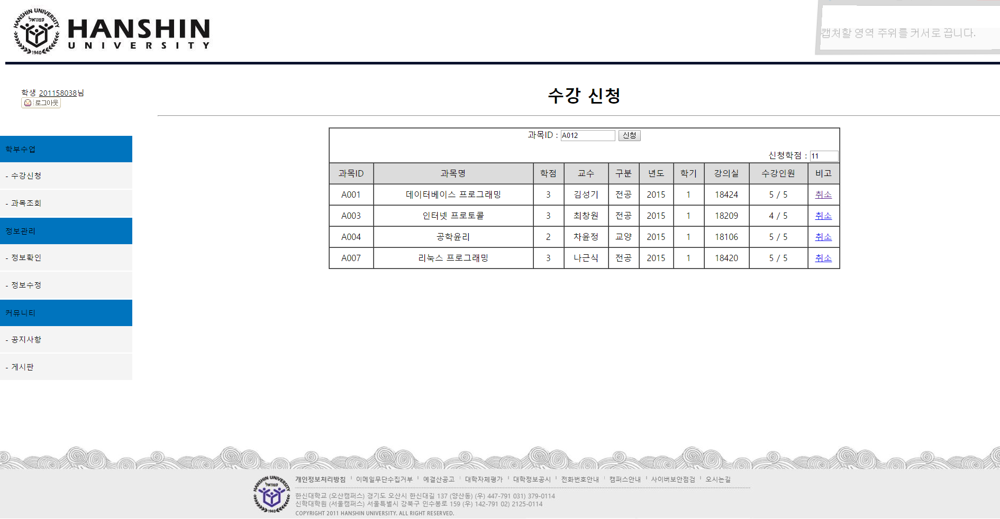 HANSHIN UNIVERSITY
עמנואל
1940
HANSHIN
UNIVERSITY
캡처할 영역 주위를 커서로 끕니다.
학생 201158038님
로그아웃
학부수업
- 수강신청
- 과목조회
정보관리
- 정보확인
- 정보수정
커뮤니티
- 공지사항
- 게시판
수강 신청
과목ID : A012 신청
신청학점 : 11
과목ID 과목명 학점 교수 구분 년도 학기 강의실 수강인원 비고
A001 데이터베이스 프로그래밍 3 김성기 전공 2015 1 18424 5 / 5 취소
A003 인터넷 프로토콜 3 최창원 전공 2015 1 18209 4 / 5 취소
A004 공학윤리 2 차윤정 교양 2015 1 18106 5 / 5 취소
A007 리눅스 프로그래밍 3 나근식 전공 2015 1 18420 5 / 5 취소
HANSHIN UNIVERSITY
עמנואל
1940
개인정보처리방침 이메일무단수집거부 예결산공고 대학자체평가 대학정보공시 전화번호안내 캠퍼스안내 사이버보안점검 오시는길
한신대학교 (오산캠퍼스) 경기도 오산시 한신대길 137 (양산동) (우) 447-791 031) 379-0114
신학대학원 (서울캠퍼스) 서울특별시 강북구 인수봉로 159 (우) 142-791 02) 2125-0114
COPYRIGHT 2011 HANSHIN UNIVERSITY. ALL RIGHT RESERVED.